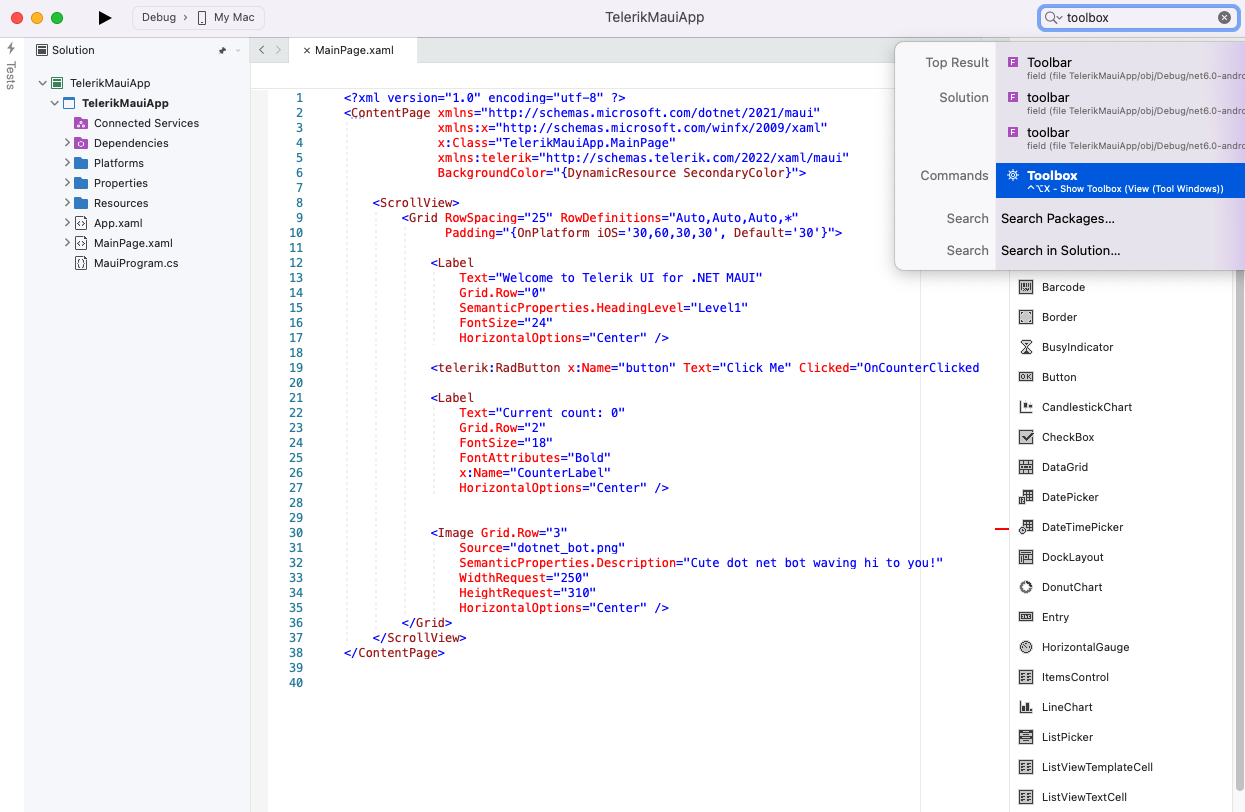 Debug › My Mac
TelerikMauiApp
toolbox
Tests
Solution
TelerikMauiApp
TelerikMauiApp
Connected Services
Dependencies
Platforms
Properties
Resources
App.xaml
MainPage.xaml
MauiProgram.cs
< > × MainPage.xaml
1 <?xml version="1.0" encoding="utf-8" ?>
2 <ContentPage xmlns="http://schemas.microsoft.com/dotnet/2021/maui"
3 xmlns:x="http://schemas.microsoft.com/winfx/2009/xaml"
4 x:Class="TelerikMauiApp.MainPage"
5 xmlns:telerik="http://schemas.telerik.com/2022/xaml/maui"
6 BackgroundColor="{DynamicResource SecondaryColor}">
7
8 <ScrollView>
9 <Grid RowSpacing="25" RowDefinitions="Auto,Auto,Auto,*"
10 Padding="{OnPlatform iOS='30,60,30,30', Default='30'}">
11
12 <Label
13 Text="Welcome to Telerik UI for .NET MAUI"
14 Grid.Row="0"
15 SemanticProperties.HeadingLevel="Level1"
16 FontSize="24"
17 HorizontalOptions="Center" />
18
19 <telerik:RadButton x:Name="button" Text="Click Me" Clicked="OnCounterClicked
20
21 <Label
22 Text="Current count: 0"
23 Grid.Row="2"
24 FontSize="18"
25 FontAttributes="Bold"
26 x:Name="CounterLabel"
27 HorizontalOptions="Center" />
28
29
30 <Image Grid.Row="3"
31 Source="dotnet_bot.png"
32 SemanticProperties.Description="Cute dot net bot waving hi to you!"
33 WidthRequest="250"
34 HeightRequest="310"
35 HorizontalOptions="Center" />
36 </Grid>
37 </ScrollView>
38 </ContentPage>
39
40
Top Result F Toolbar
field (file TelerikMauiApp/obj/Debug/net6.0-andro
Solution F toolbar
field (file TelerikMauiApp/obj/Debug/net6.0-andro
F toolbar
field (file TelerikMauiApp/obj/Debug/net6.0-andro
Commands Toolbox
^⌥X - Show Toolbox (View (Tool Windows))
Search Search Packages...
Search Search in Solution...
Barcode
Border
BusyIndicator
OK Button
CandlestickChart
CheckBox
DataGrid
DatePicker
DateTimePicker
DockLayout
DonutChart
Entry
HorizontalGauge
ItemsControl
LineChart
ListPicker
ListViewTemplateCell
ListViewTextCell